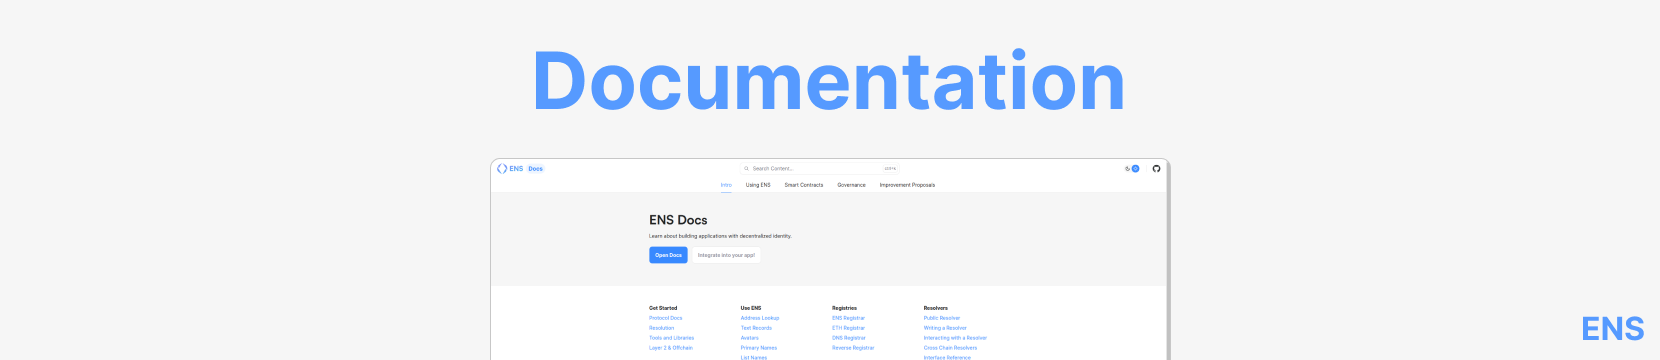 Documentation
ENS Docs
Search Content...
Ctrl+K
Intro Using ENS Smart Contracts Governance Improvement Proposals
ENS Docs
Learn about building applications with decentralized identity.
Open Docs Integrate into your app!
Get Started Use ENS Registries Resolvers
Protocol Docs Address Lookup ENS Registrar Public Resolver
Resolution Text Records ETH Registrar Writing a Resolver
Tools and Libraries Avatars DNS Registrar Interacting with a Resolver
Layer 2 & Offchain Primary Names Reverse Registrar Cross Chain Resolvers
List Names Interface Reference
ENS